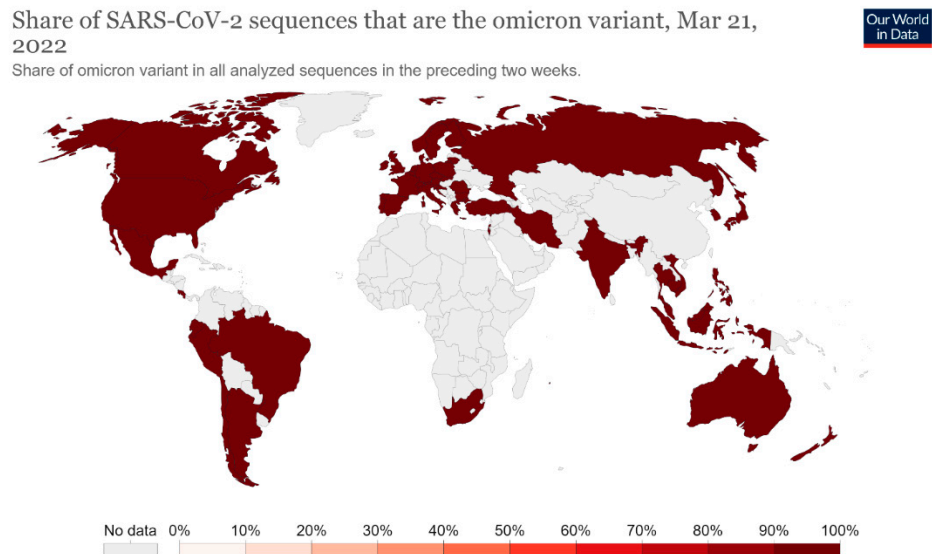 Share of SARS-CoV-2 sequences that are the omicron variant, Mar 21,
2022
Our World
in Data
Share of omicron variant in all analyzed sequences in the preceding two weeks.
No data 0% 10% 20% 30% 40% 50% 60% 70% 80% 90% 100%